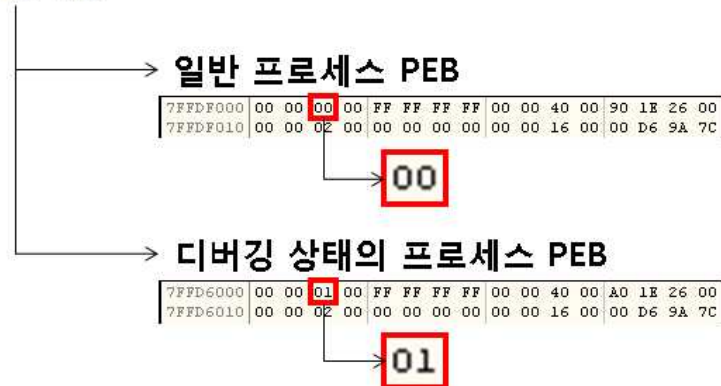 일반 프로세스 PEB
7FFDF000 00 00 00 00 FF FF FF FF 00 00 40 00 90 1E 26 00
7FFDF010 00 00 02 00 00 00 00 00 00 00 16 00 00 D6 9A 7C
00
디버깅 상태의 프로세스 PEB
7FFD6000 00 00 01 00 FF FF FF FF 00 00 40 00 A0 1E 26 00
7FFD6010 00 00 02 00 00 00 00 00 00 00 16 00 00 D6 9A 7C
01